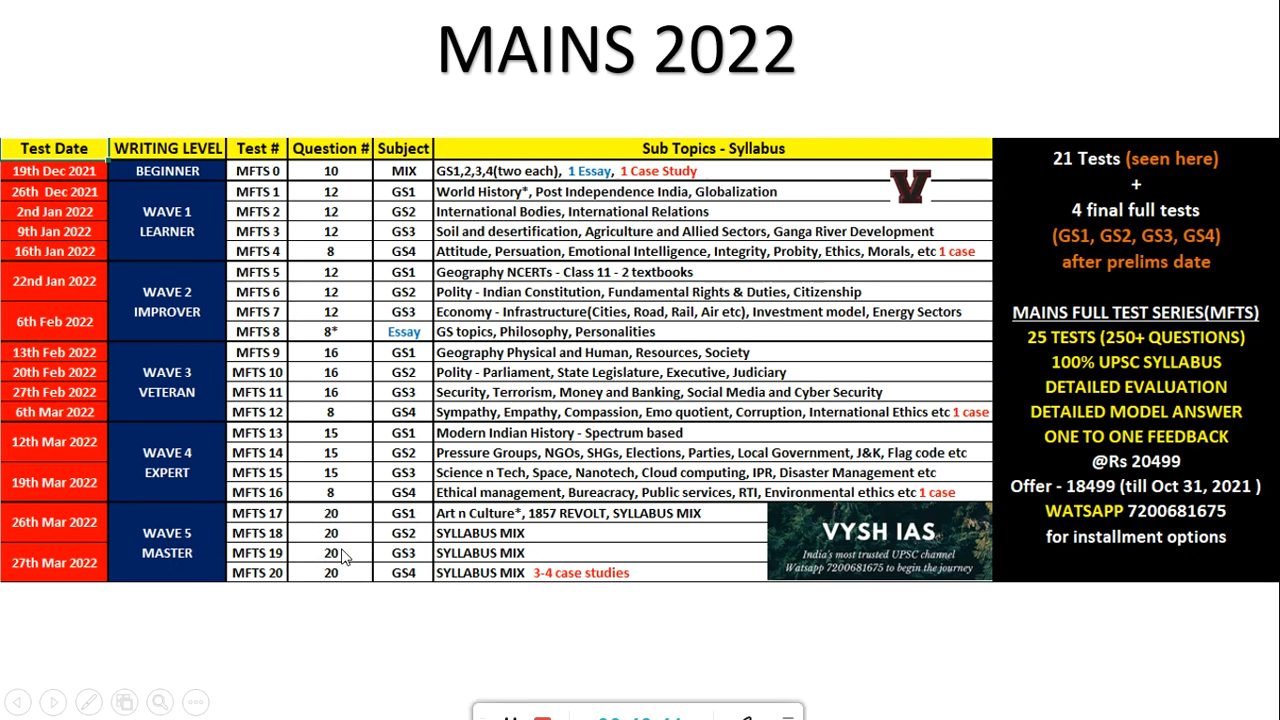 MAINS 2022
Test Date WRITING LEVEL Test # Question # Subject Sub Topics - Syllabus
19th Dec 2021 BEGINNER MFTS 0 10 MIX GS1,2,3,4(two each), 1 Essay, 1 Case Study
26th Dec 2021 MFTS 1 12 GS1 World History*, Post Independence India, Globalization
2nd Jan 2022 WAVE 1 MFTS 2 12 GS2 International Bodies, International Relations
9th Jan 2022 LEARNER MFTS 3 12 GS3 Soil and desertification, Agriculture and Allied Sectors, Ganga River Development
16th Jan 2022 MFTS 4 8 GS4 Attitude, Persuation, Emotional Intelligence, Integrity, Probity, Ethics, Morals, etc 1 case
22nd Jan 2022 MFTS 5 12 GS1 Geography NCERTs - Class 11 - 2 textbooks
WAVE 2 MFTS 6 12 GS2 Polity - Indian Constitution, Fundamental Rights & Duties, Citizenship
6th Feb 2022 IMPROVER MFTS 7 12 GS3 Economy - Infrastructure(Cities, Road, Rail, Air etc), Investment model, Energy Sectors
MFTS 8 8* Essay GS topics, Philosophy, Personalities
13th Feb 2022 MFTS 9 16 GS1 Geography Physical and Human, Resources, Society
20th Feb 2022 WAVE 3 MFTS 10 16 GS2 Polity - Parliament, State Legislature, Executive, Judiciary
27th Feb 2022 VETERAN MFTS 11 16 GS3 Security, Terrorism, Money and Banking, Social Media and Cyber Security
6th Mar 2022 MFTS 12 8 GS4 Sympathy, Empathy, Compassion, Emo quotient, Corruption, International Ethics etc 1 case
12th Mar 2022 MFTS 13 15 GS1 Modern Indian History - Spectrum based
WAVE 4 MFTS 14 15 GS2 Pressure Groups, NGOs, SHGs, Elections, Parties, Local Government, J&K, Flag code etc
19th Mar 2022 EXPERT MFTS 15 15 GS3 Science n Tech, Space, Nanotech, Cloud computing, IPR, Disaster Management etc
MFTS 16 8 GS4 Ethical management, Bureacracy, Public services, RTI, Environmental ethics etc 1 case
26th Mar 2022 MFTS 17 20 GS1 Art n Culture*, 1857 REVOLT, SYLLABUS MIX
WAVE 5 MFTS 18 20 GS2 SYLLABUS MIX
27th Mar 2022 MASTER MFTS 19 20 GS3 SYLLABUS MIX
MFTS 20 20 GS4 SYLLABUS MIX 3-4 case studies
V
VYSH IAS
India's most trusted UPSC channel
Watsapp 7200681675 to begin the journey
21 Tests (seen here)
+
4 final full tests
(GS1, GS2, GS3, GS4)
after prelims date
MAINS FULL TEST SERIES(MFTS)
25 TESTS (250+ QUESTIONS)
100% UPSC SYLLABUS
DETAILED EVALUATION
DETAILED MODEL ANSWER
ONE TO ONE FEEDBACK
@Rs 20499
Offer - 18499 (till Oct 31, 2021 )
WATSAPP 7200681675
for installment options